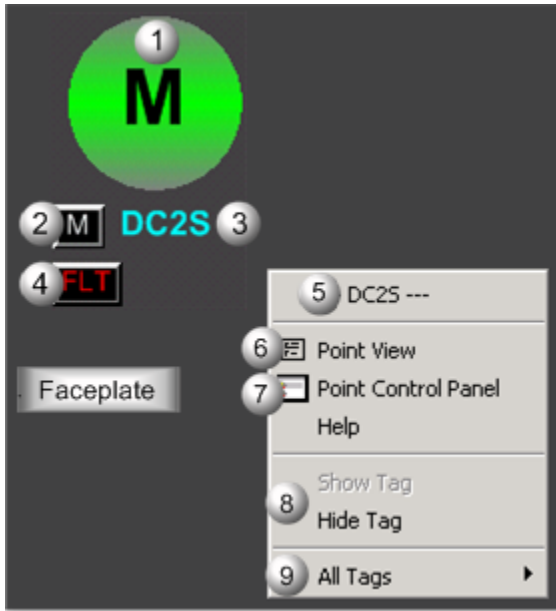 1
M
2 M DC2S 3
4 FLT
5 DC2S ---
6 Point View
Faceplate
7 Point Control Panel
Help
Show Tag
8
Hide Tag
9 All Tags